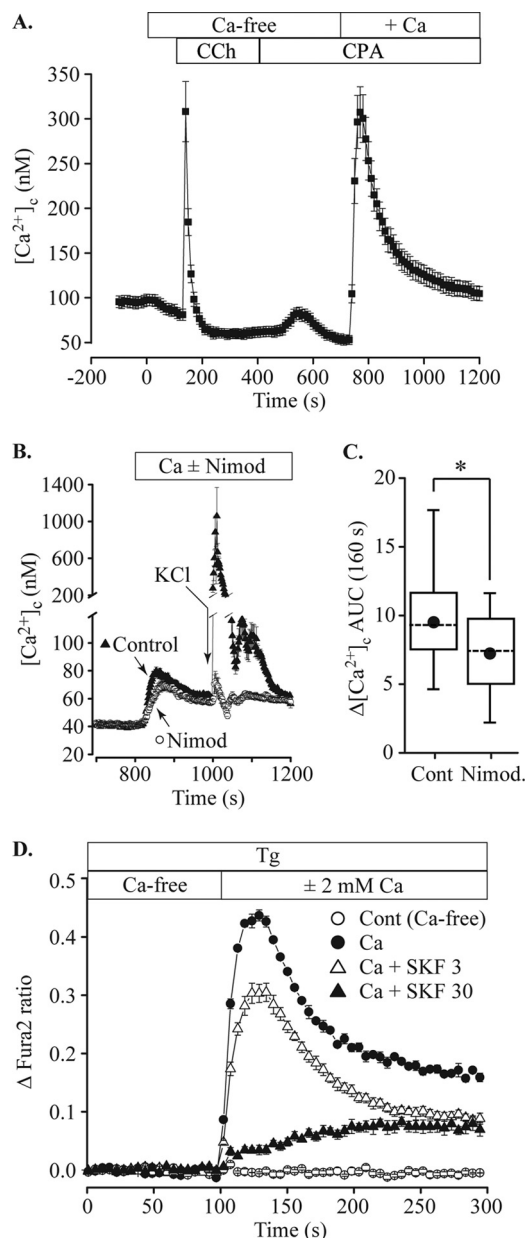 A.
Ca-free
+ Ca
CCh
CPA
350
300
250
200
150
100
50
[Ca²⁺]c (nM)
-200
0
200
400
600
800
1000
1200
Time (s)
B.
Ca ± Nimod
1400
1000
600
200
100
80
60
40
20
[Ca²⁺]c (nM)
KCl
▲ Control
Nimod
○
800
1000
1200
Time (s)
C.
20
15
10
5
0
Δ[Ca²⁺]c AUC (160 s)
*
Cont
Nimod.
D.
Tg
Ca-free
± 2 mM Ca
0.5
0.4
0.3
0.2
0.1
0.0
Δ Fura2 ratio
○ Cont (Ca-free)
● Ca
△ Ca + SKF 3
▲ Ca + SKF 30
0
50
100
150
200
250
300
Time (s)